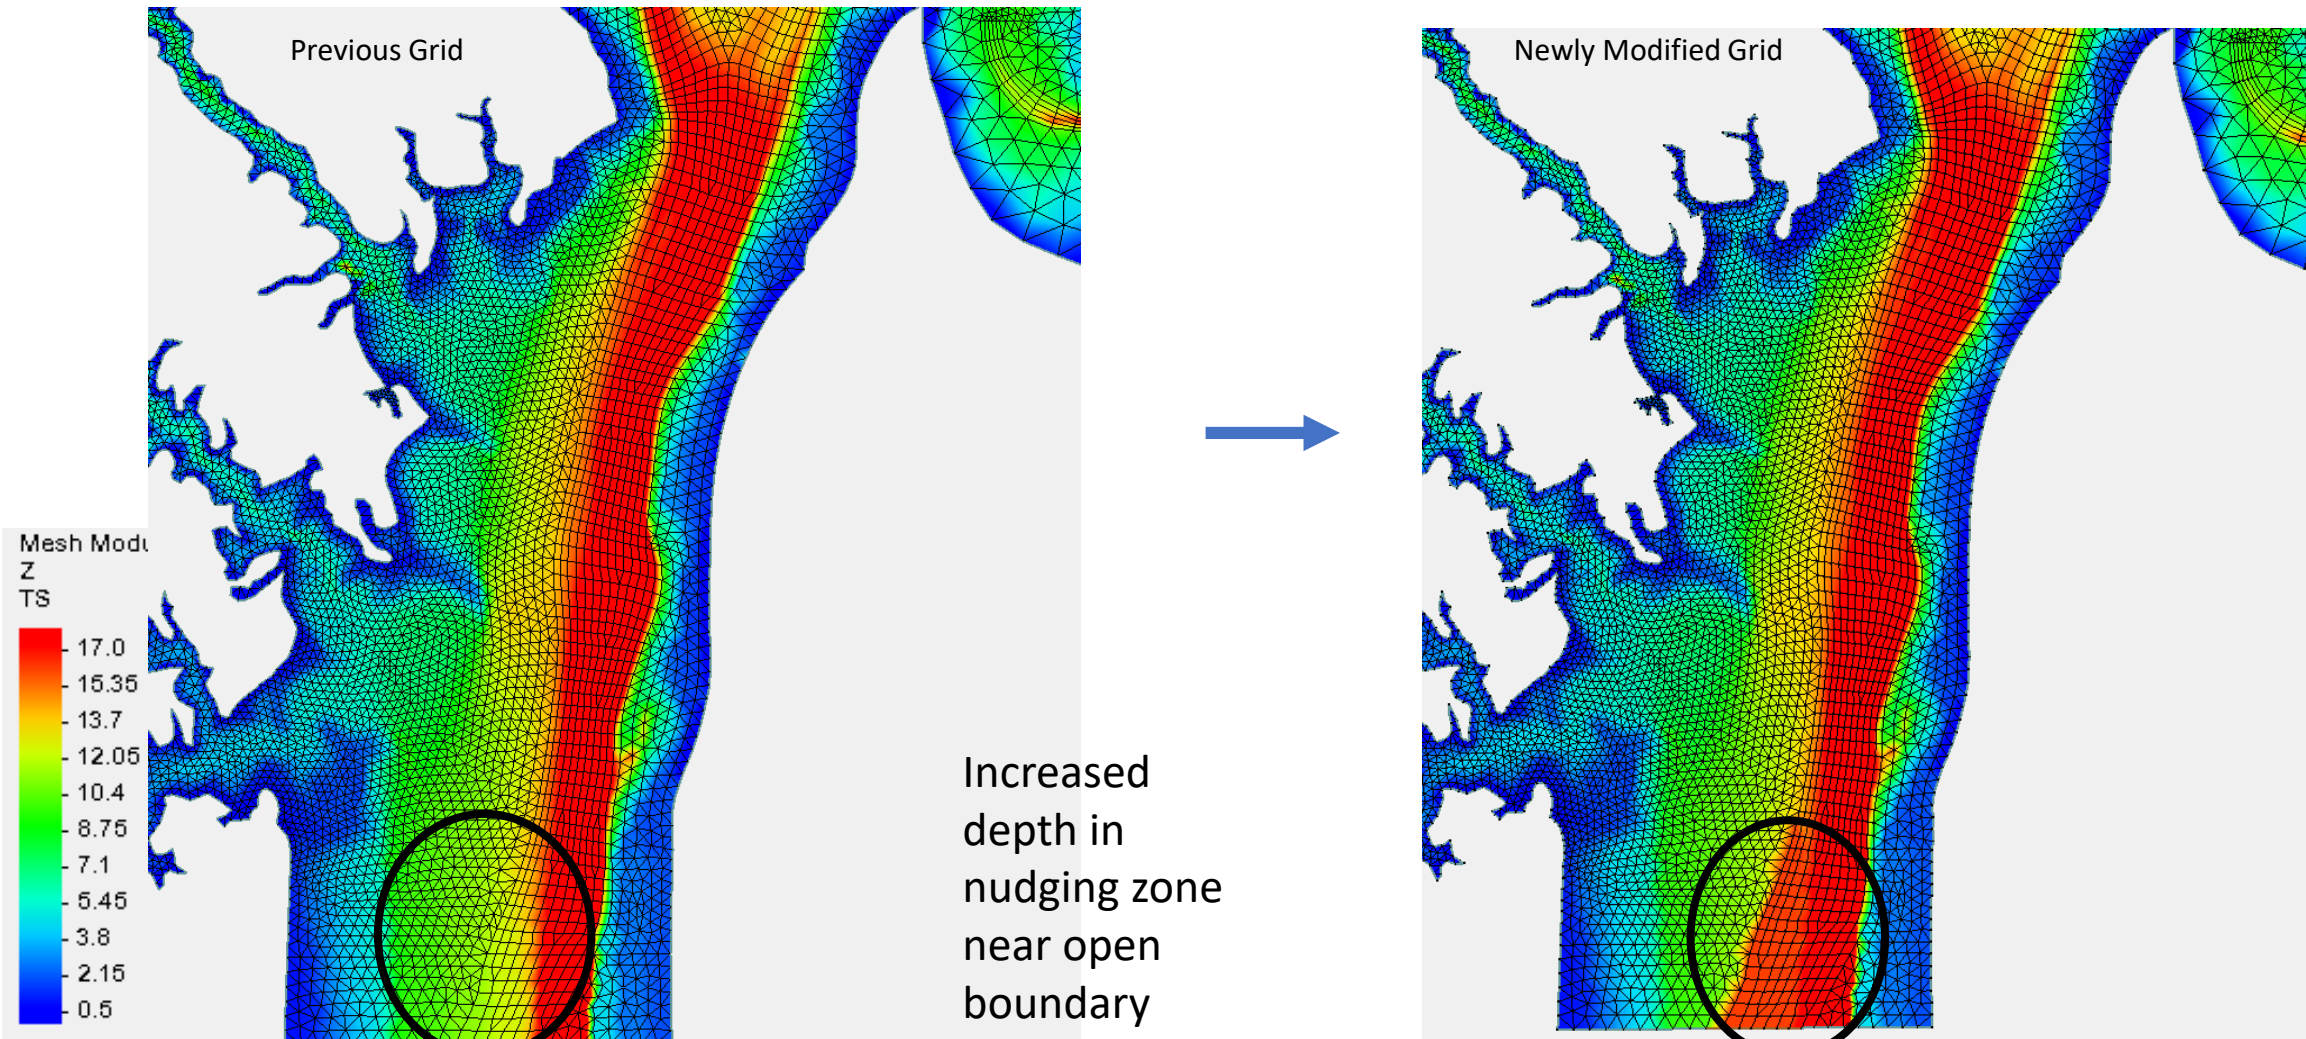 Previous Grid
Newly Modified Grid
Mesh Modu
Z
TS
17.0
15.35
13.7
12.05
10.4
8.75
7.1
5.45
3.8
2.15
0.5
Increased
depth in
nudging zone
near open
boundary